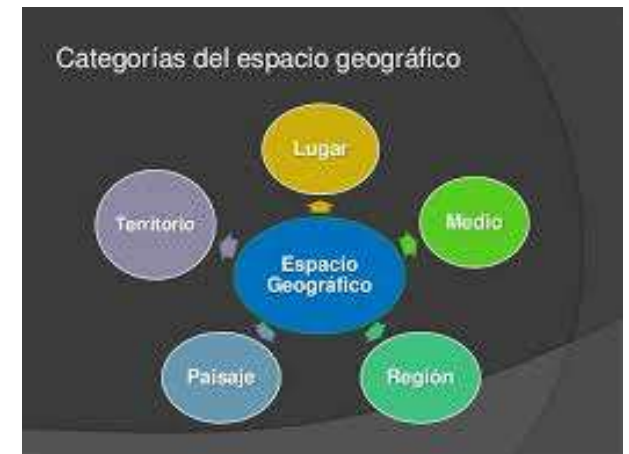 Categorías del espacio geográfico
Lugar
Territorio
Medio
Espacio
Geográfico
Paisaje
Región